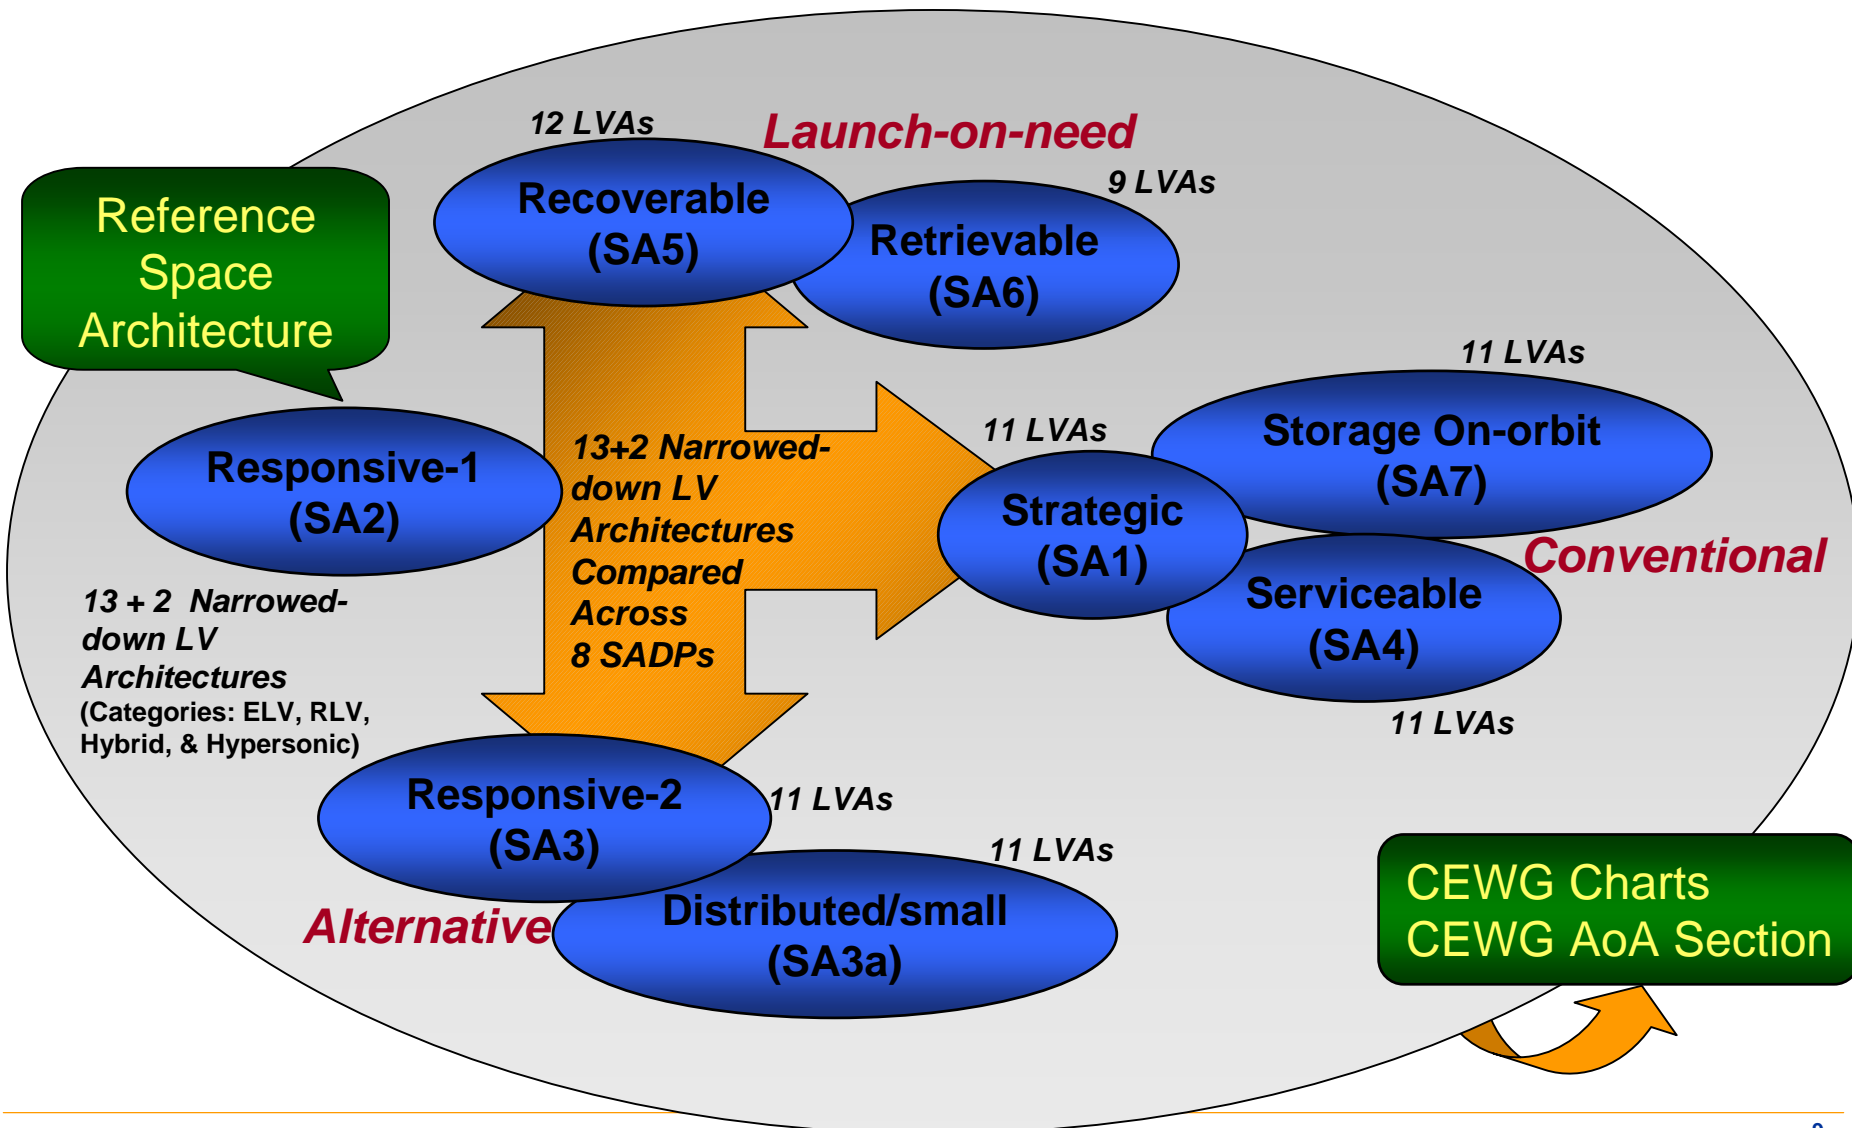 12 LVAs
Launch-on-need
Recoverable
(SA5)
9 LVAs
Retrievable
(SA6)
Reference
Space
Architecture
11 LVAs
Storage On-orbit
(SA7)
11 LVAs
Strategic
(SA1)
Conventional
Serviceable
(SA4)
11 LVAs
Responsive-1
(SA2)
13+2 Narrowed-
down LV
Architectures
Compared
Across
8 SADPs
13 + 2 Narrowed-
down LV
Architectures
(Categories: ELV, RLV,
Hybrid, & Hypersonic)
Responsive-2
(SA3)
11 LVAs
11 LVAs
Alternative
Distributed/small
(SA3a)
CEWG Charts
CEWG AoA Section